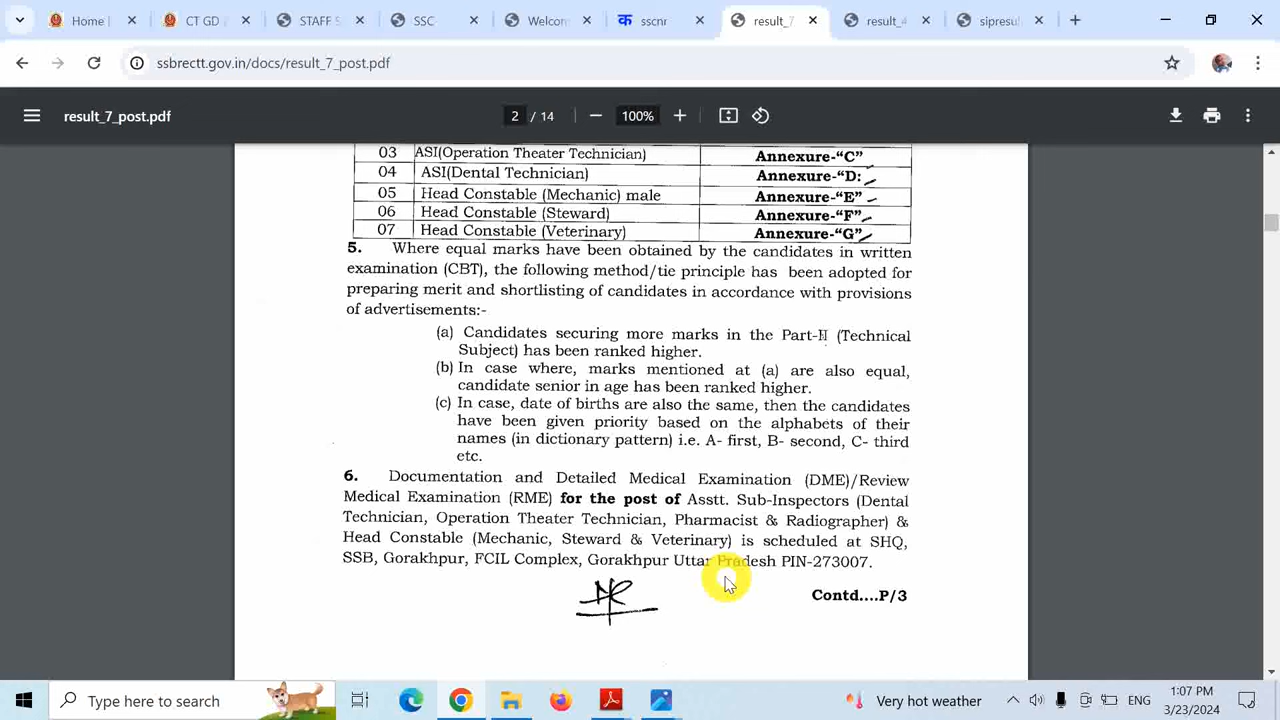 Home |
CT GD
STAFF S
SSC
Welcom
क sscnr
result_7
result_4
sipresul
ssbrectt.gov.in/docs/result_7_post.pdf
result_7_post.pdf
2 / 14
100%
03 ASI(Operation Theater Technician) Annexure-“C”
04 ASI(Dental Technician) Annexure-“D:
05 Head Constable (Mechanic) male Annexure-“E”
06 Head Constable (Steward) Annexure-“F”
07 Head Constable (Veterinary) Annexure-“G”
5. Where equal marks have been obtained by the candidates in written
examination (CBT), the following method/tie principle has been adopted for
preparing merit and shortlisting of candidates in accordance with provisions
of advertisements:-
(a) Candidates securing more marks in the Part-II (Technical
Subject) has been ranked higher.
(b) In case where, marks mentioned at (a) are also equal,
candidate senior in age has been ranked higher.
(c) In case, date of births are also the same, then the candidates
have been given priority based on the alphabets of their
names (in dictionary pattern) i.e. A- first, B- second, C- third
etc.
6. Documentation and Detailed Medical Examination (DME)/Review
Medical Examination (RME) for the post of Asstt. Sub-Inspectors (Dental
Technician, Operation Theater Technician, Pharmacist & Radiographer) &
Head Constable (Mechanic, Steward & Veterinary) is scheduled at SHQ,
SSB, Gorakhpur, FCIL Complex, Gorakhpur Uttar Pradesh PIN-273007.
Contd....P/3
Type here to search
Very hot weather
ENG
1:07 PM
3/23/2024